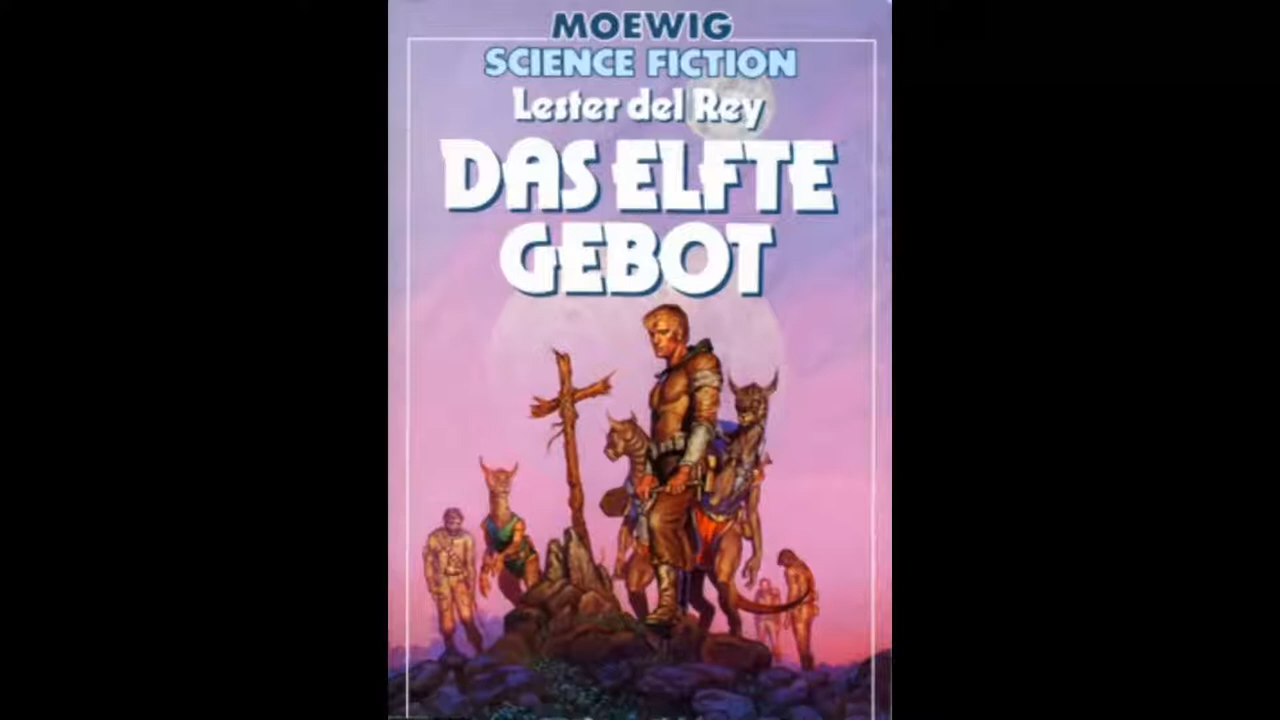 MOEWIG
SCIENCE FICTION
Lester del Rey
DAS ELFTE
GEBOT